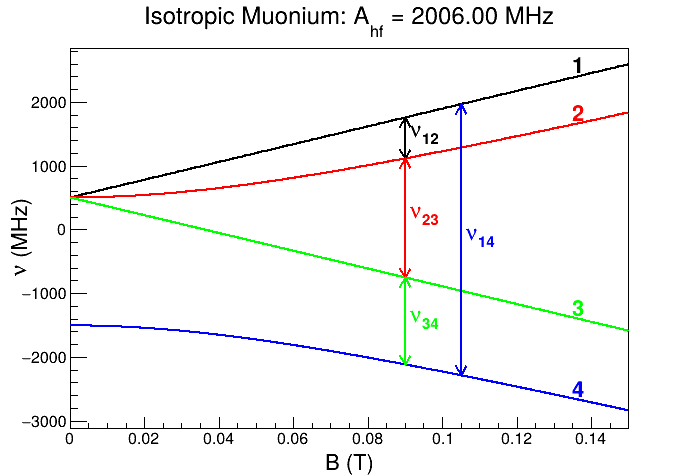 Isotropic Muonium: A_hf = 2006.00 MHz
ν (MHz)
2000
1000
0
−1000
−2000
−3000
1
2
3
4
ν12
ν23
ν14
ν34
0 0.02 0.04 0.06 0.08 0.1 0.12 0.14
B (T)